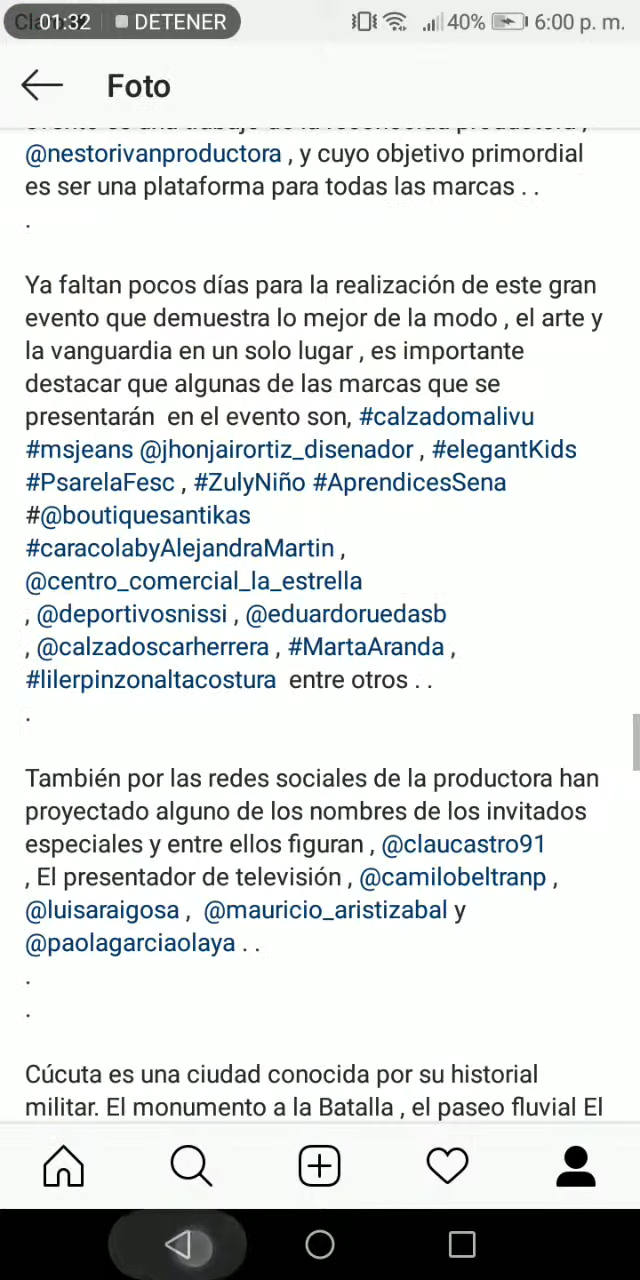 01:32 DETENER 40% 6:00 p. m.
Foto
@nestorivanproductora , y cuyo objetivo primordial
es ser una plataforma para todas las marcas . .
.
Ya faltan pocos días para la realización de este gran
evento que demuestra lo mejor de la modo , el arte y
la vanguardia en un solo lugar , es importante
destacar que algunas de las marcas que se
presentarán  en el evento son, #calzadomalivu
#msjeans @jhonjairortiz_disenador , #elegantKids
#PsarelaFesc , #ZulyNiño #AprendicesSena
#@boutiquesantikas
#caracolabyAlejandraMartin ,
@centro_comercial_la_estrella
, @deportivosnissi , @eduardoruedasb
, @calzadoscarherrera , #MartaAranda ,
#lilerpinzonaltacostura  entre otros . .
.
También por las redes sociales de la productora han
proyectado alguno de los nombres de los invitados
especiales y entre ellos figuran , @claucastro91
, El presentador de televisión , @camilobeltranp ,
@luisaraigosa ,  @mauricio_aristizabal y
@paolagarciaolaya . .
.
.
Cúcuta es una ciudad conocida por su historial
militar. El monumento a la Batalla , el paseo fluvial El